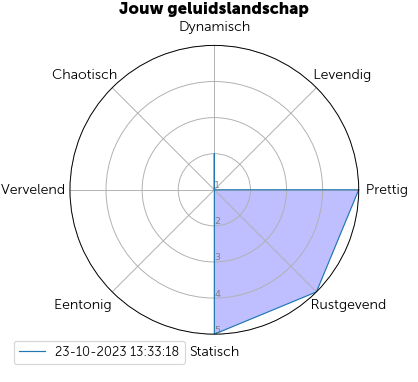 Jouw geluidslandschap
Dynamisch
Chaotisch
Levendig
Vervelend
1
Prettig
2
3
4
Eentonig
Rustgevend
5
23-10-2023 13:33:18
Statisch